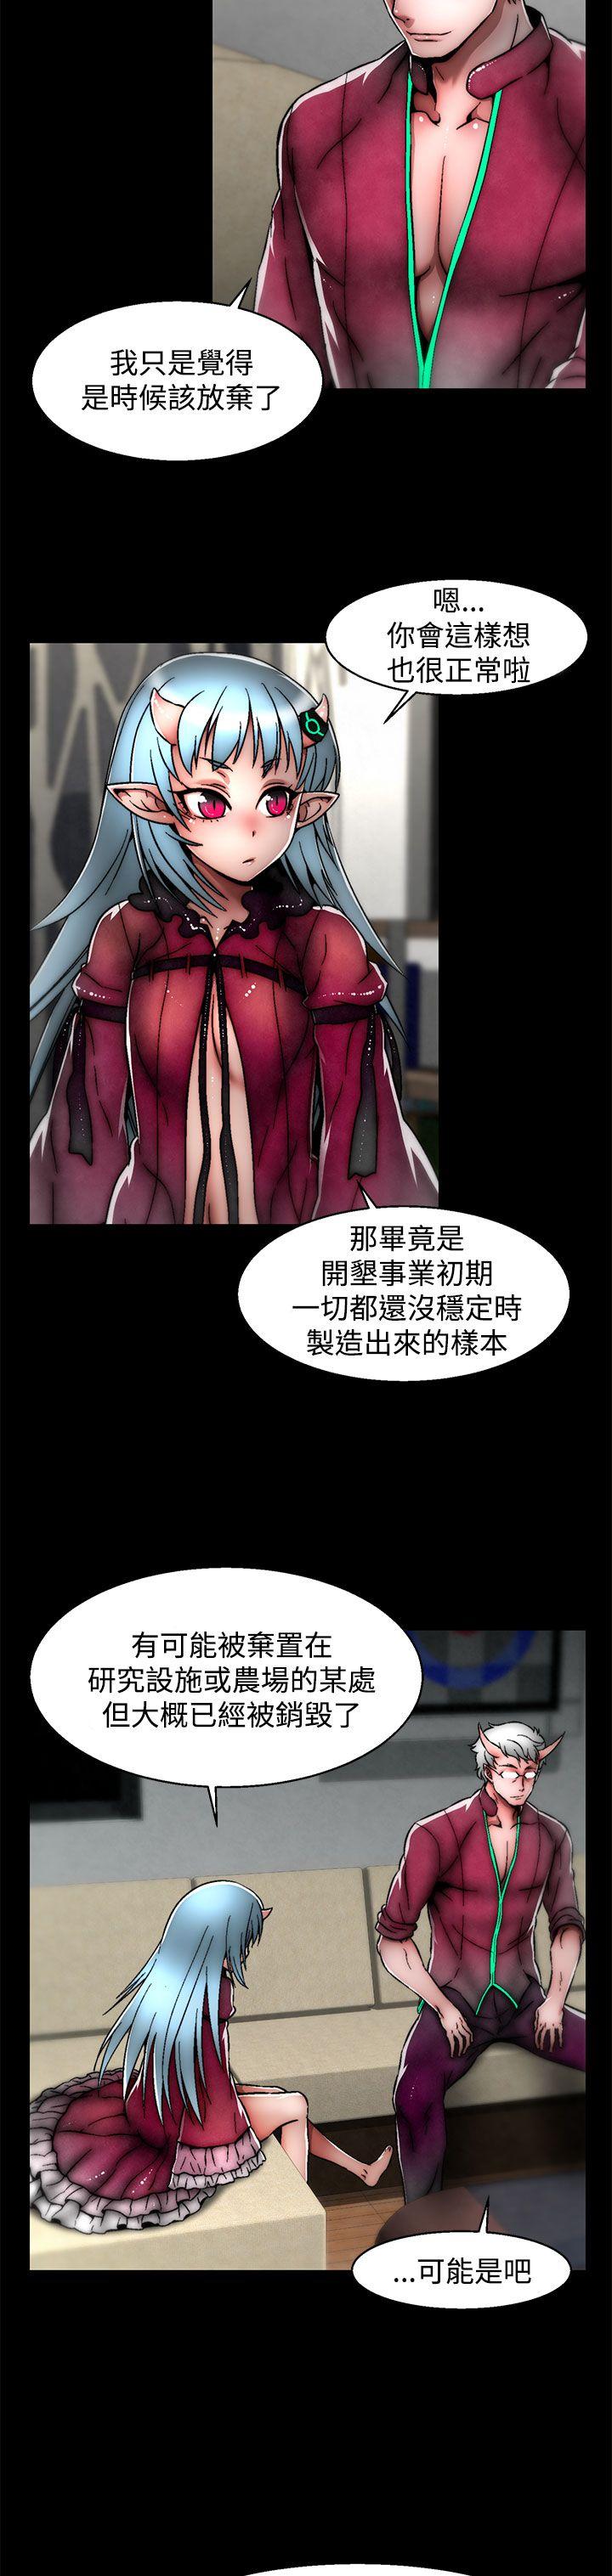 我只是覺得
是時候該放棄了
嗯...
你會這樣想
也很正常啦
那畢竟是
開墾事業初期
一切都還沒穩定時
製造出來的樣本
有可能被棄置在
研究設施或農場的某處
但大概已經被銷毀了
...可能是吧